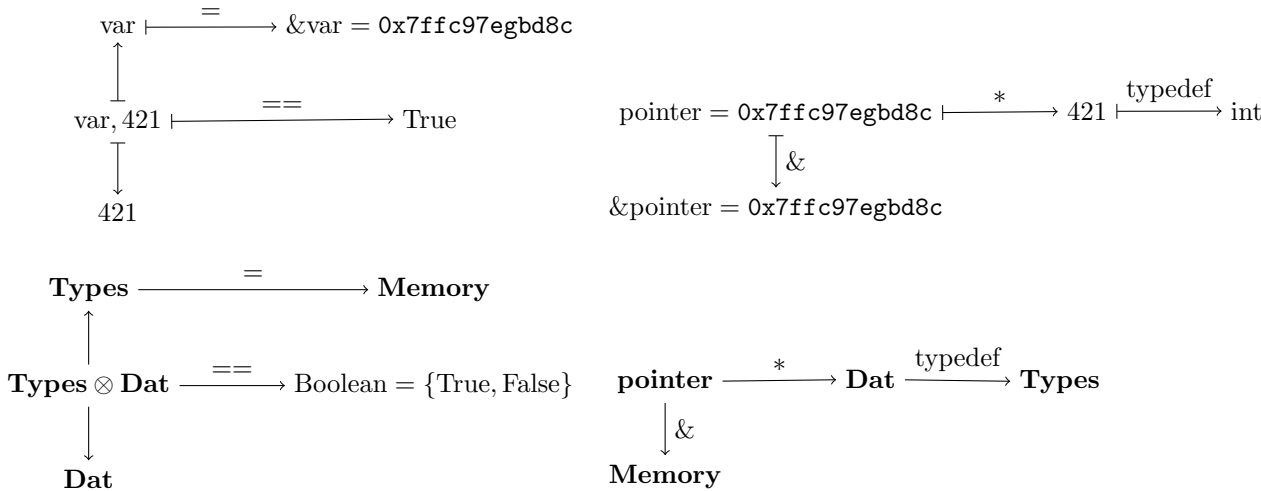 var = &var = 0x7ffc97egbd8c
var, 421 == True
421
pointer = 0x7ffc97egbd8c * 421 typedef int
&
&pointer = 0x7ffc97egbd8c
Types = Memory
Types ⊗ Dat == Boolean = {True, False}
Dat
pointer * Dat typedef Types
&
Memory